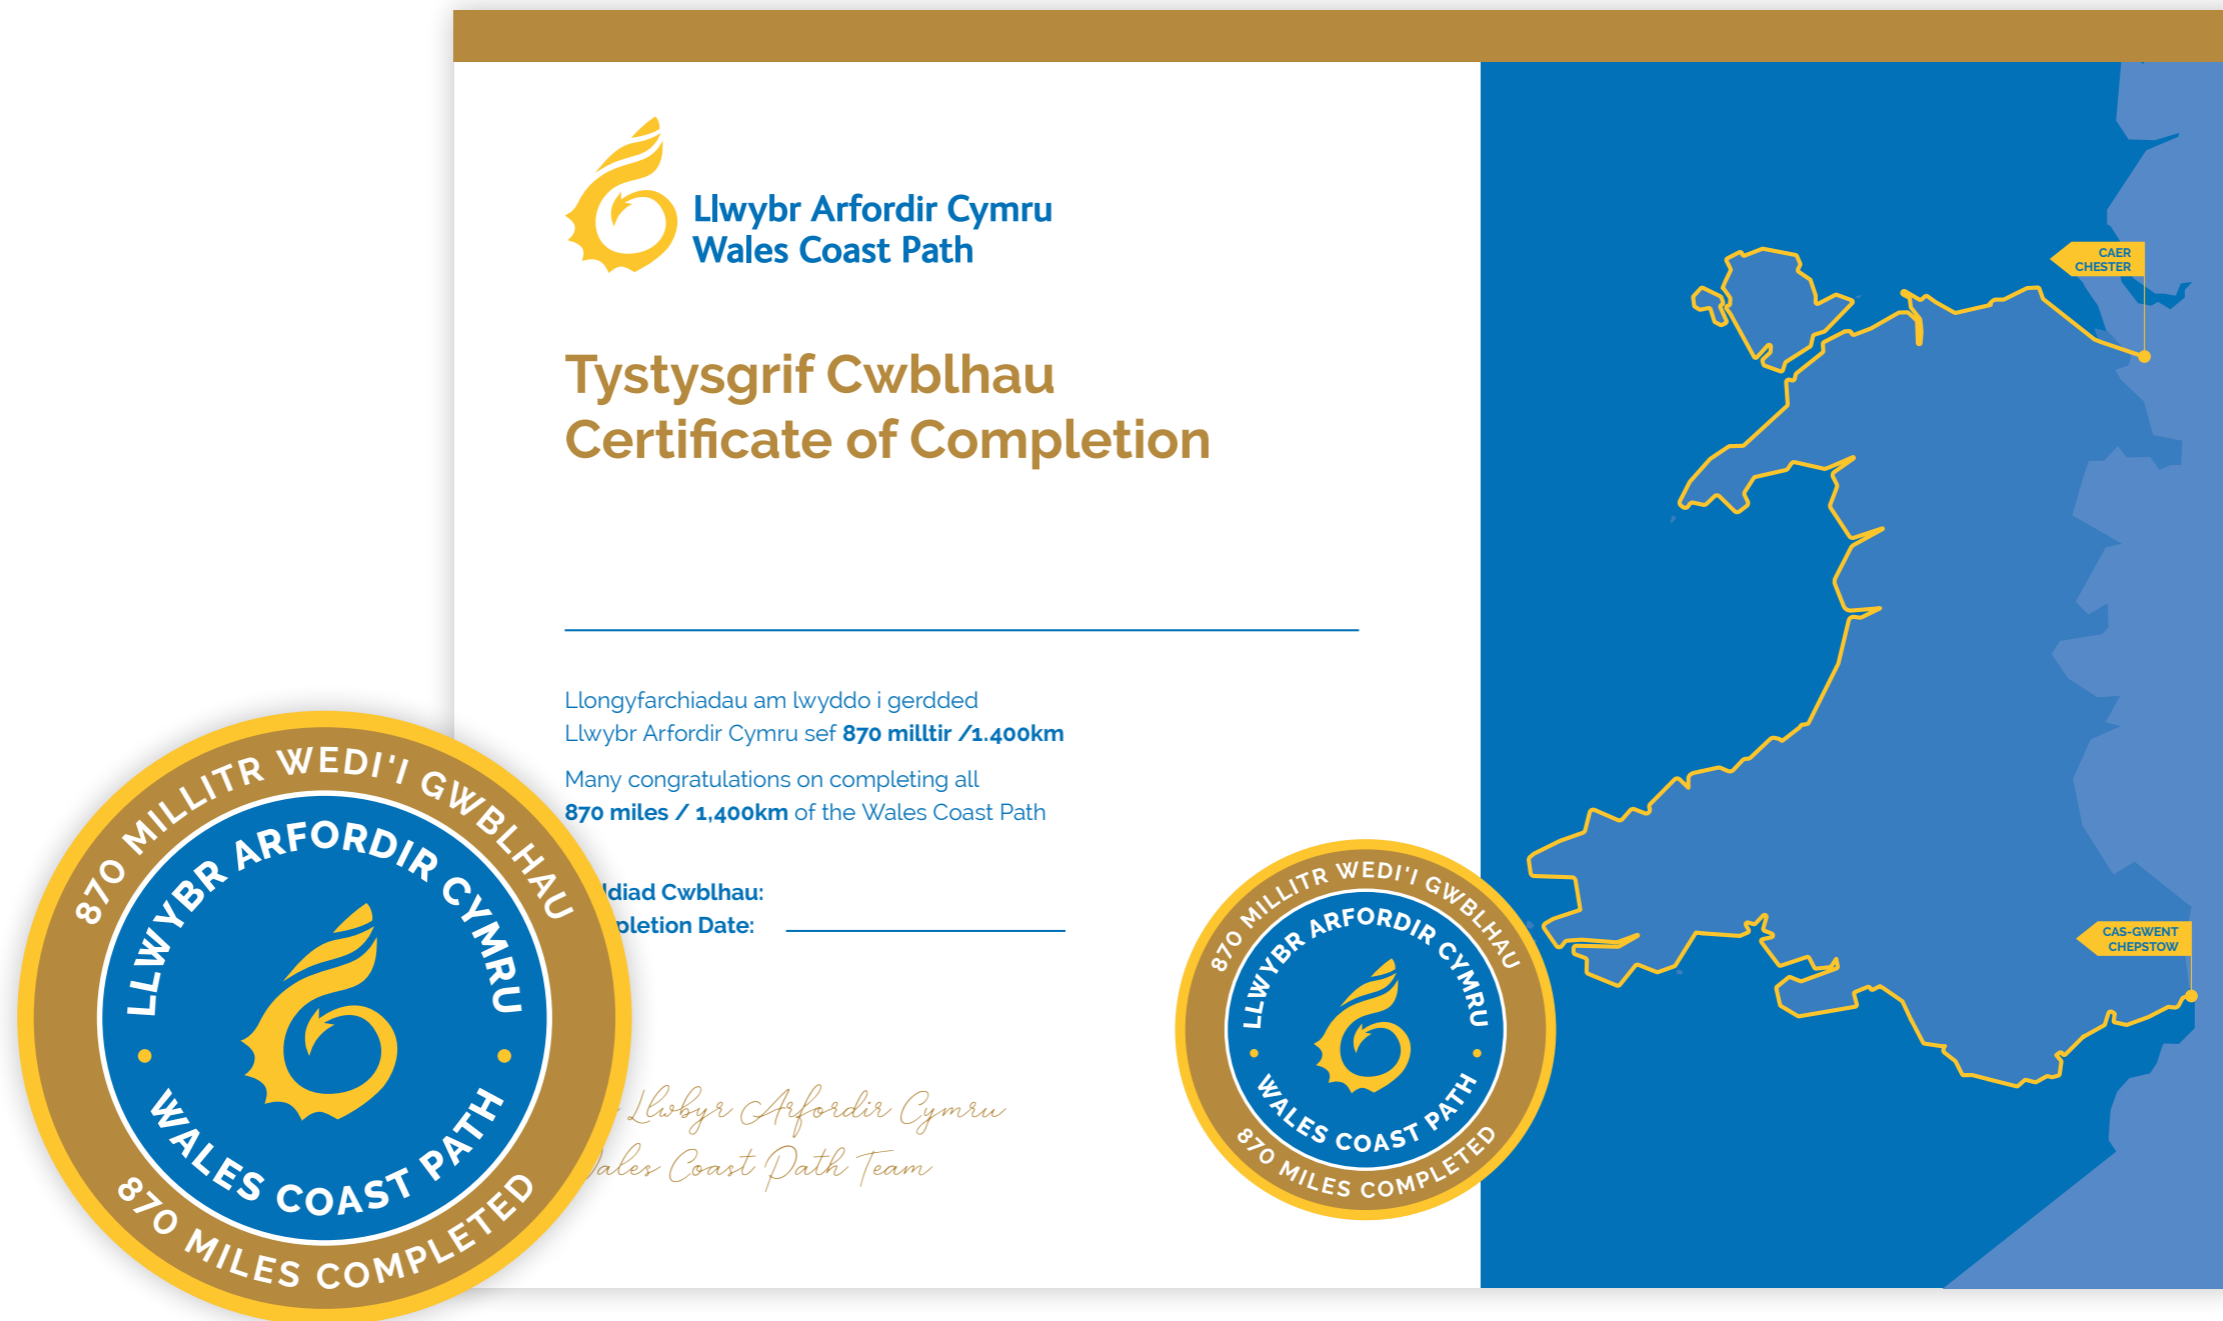 Llwybr Arfordir Cymru
Wales Coast Path
Tystysgrif Cwblhau
Certificate of Completion
Llongyfarchiadau am lwyddo i gerdded
Llwybr Arfordir Cymru sef 870 milltir /1.400km
Many congratulations on completing all
870 miles / 1,400km of the Wales Coast Path
Cwblhau:
Date:
Llwbyr Arfordir Cymru
Coast Path Team
870 MILLITR WEDI'I GWBLHAU
LLWYBR ARFORDIR CYMRU
WALES COAST PATH
870 MILES COMPLETED
870 MILLITR WEDI'I GWBLHAU
LLWYBR ARFORDIR CYMRU
WALES COAST PATH
870 MILES COMPLETED
CAER
CHESTER
CAS-GWENT
CHEPSTOW